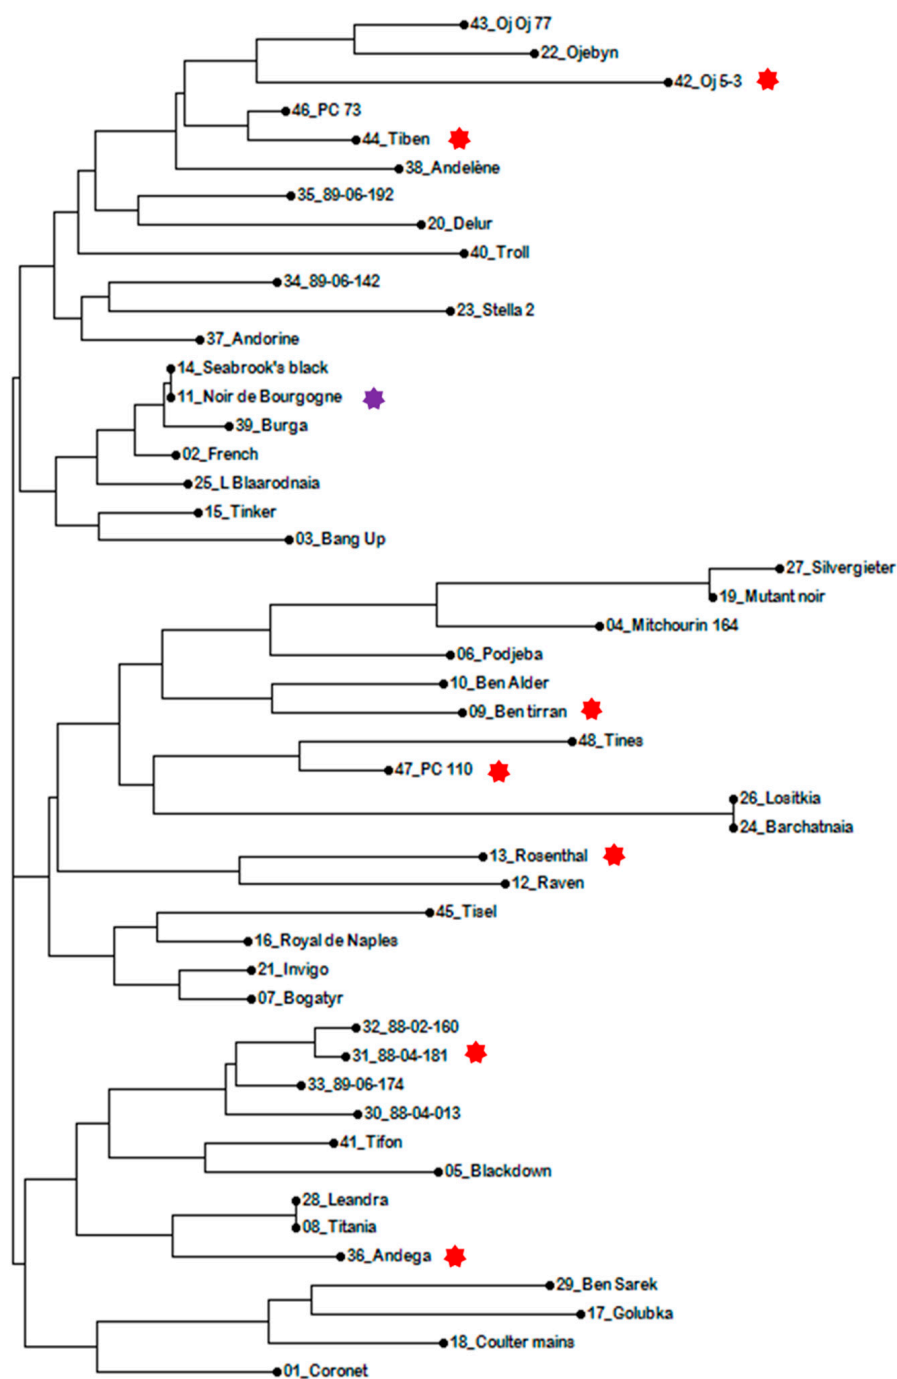 43_Oj Oj 77
22_Ojebyn
42_Oj 5-3
46_PC 73
44_Tiben
38_Andelène
35_89-06-192
20_Delur
40_Troll
34_89-06-142
23_Stella 2
37_Andorine
14_Seabrook's black
11_Noir de Bourgogne
39_Burga
02_French
25_L Blaarodnaia
15_Tinker
03_Bang Up
27_Silvergieter
19_Mutant noir
04_Mitchourin 164
06_Podjeba
10_Ben Alder
09_Ben tirran
48_Tines
47_PC 110
26_Lositkia
24_Barchatnaia
13_Rosenthal
12_Raven
45_Tisel
16_Royal de Naples
21_Invigo
07_Bogatyr
32_88-02-160
31_88-04-181
33_89-06-174
30_88-04-013
41_Tifon
05_Blackdown
28_Leandra
08_Titania
36_Andega
29_Ben Sarek
17_Golubka
18_Coulter mains
01_Coronet